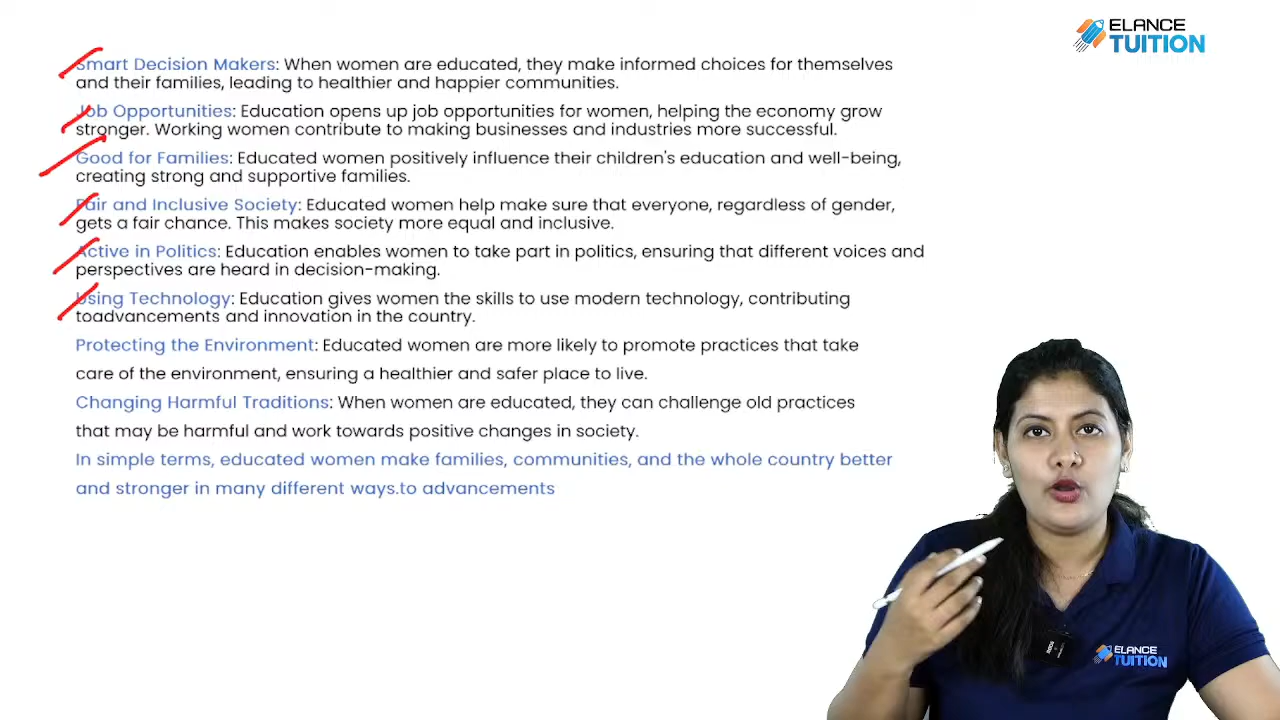 ELANCE
TUITION
Smart Decision Makers: When women are educated, they make informed choices for themselves
and their families, leading to healthier and happier communities.
Job Opportunities: Education opens up job opportunities for women, helping the economy grow
stronger. Working women contribute to making businesses and industries more successful.
Good for Families: Educated women positively influence their children's education and well-being,
creating strong and supportive families.
Fair and Inclusive Society: Educated women help make sure that everyone, regardless of gender,
gets a fair chance. This makes society more equal and inclusive.
Active in Politics: Education enables women to take part in politics, ensuring that different voices and
perspectives are heard in decision-making.
Using Technology: Education gives women the skills to use modern technology, contributing
toadvancements and innovation in the country.
Protecting the Environment: Educated women are more likely to promote practices that take
care of the environment, ensuring a healthier and safer place to live.
Changing Harmful Traditions: When women are educated, they can challenge old practices
that may be harmful and work towards positive changes in society.
In simple terms, educated women make families, communities, and the whole country better
and stronger in many different ways.to advancements
ELANCE
TUITION